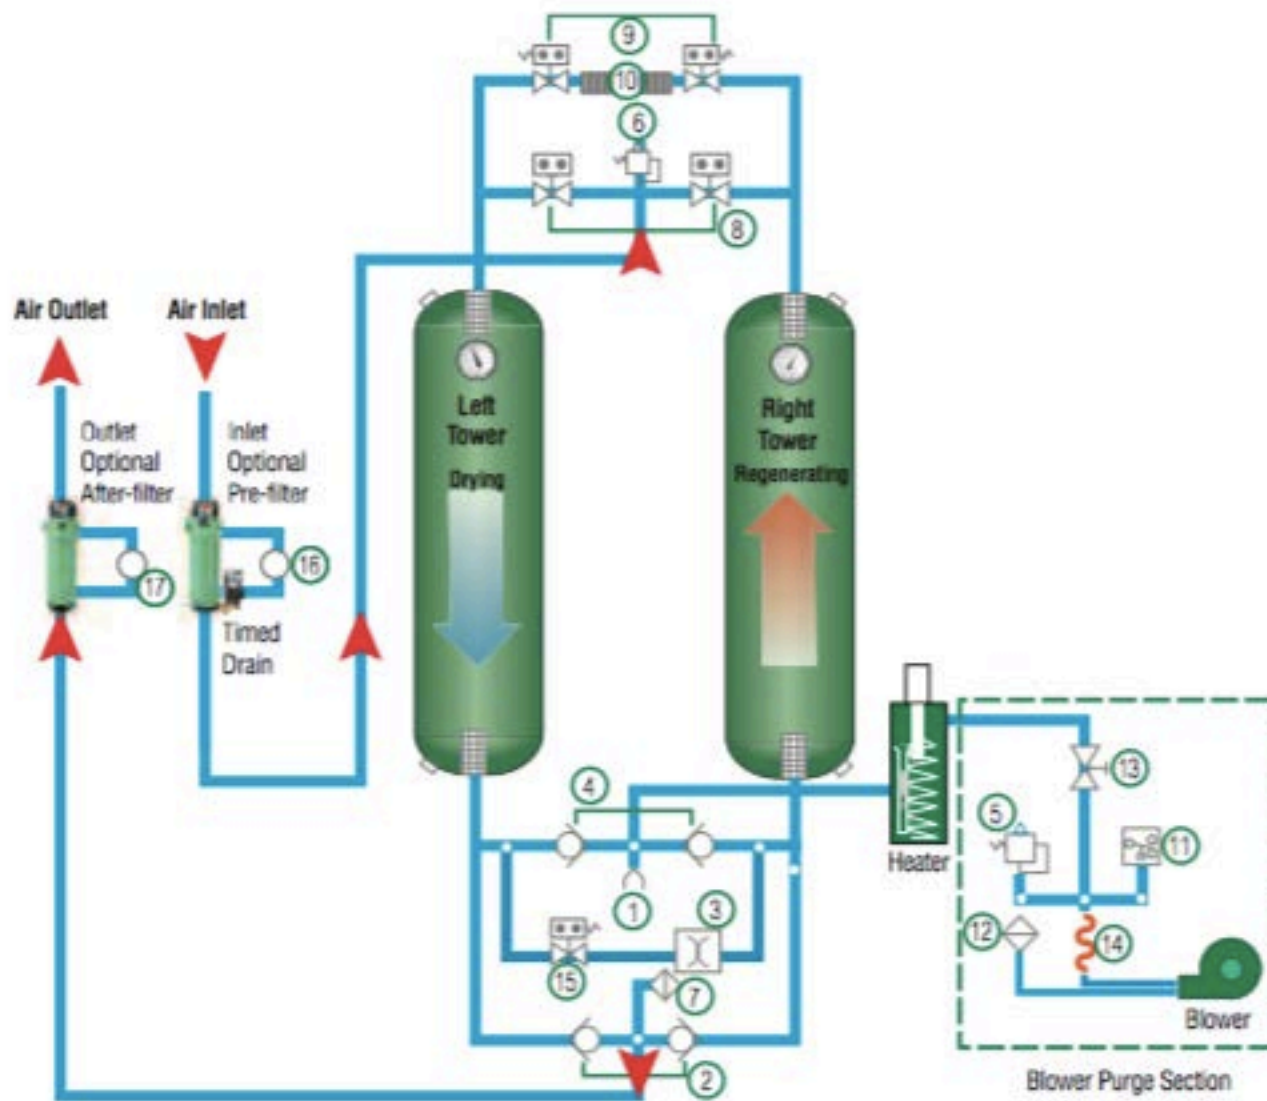 9
10
6
8
Air Outlet
Air Inlet
Outlet
Optional
After-filter
Inlet
Optional
Pre-filter
17
16
Timed
Drain
Left
Tower
Drying
Right
Tower
Regenerating
4
1
3
15
7
2
Heater
13
5
11
12
14
Blower
Blower Purge Section